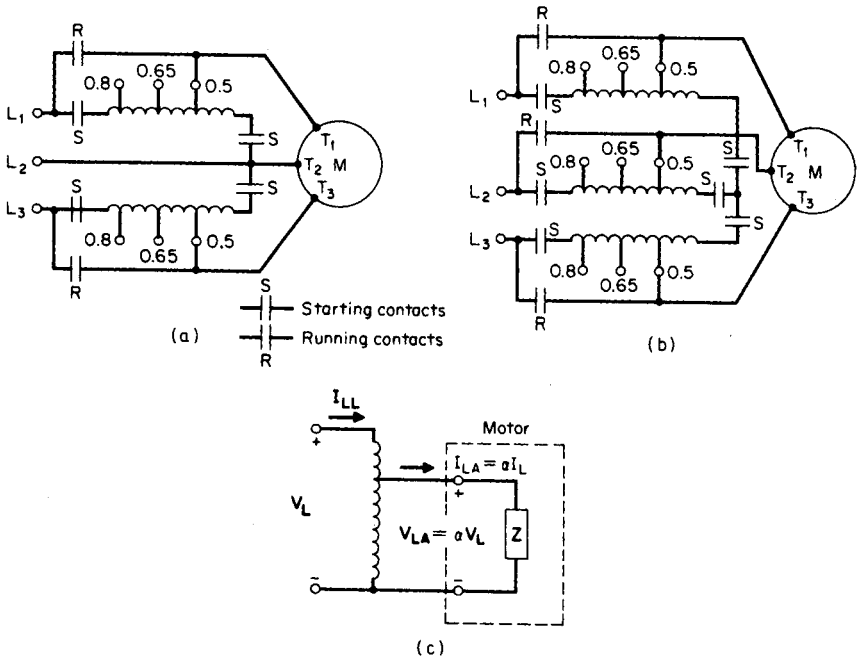 R
0.8 0.65 0.5
L1
S
S
T1
L2
T2 M
S
T3
S
L3
0.8 0.65 0.5
R
(a)
S
Starting contacts
Running contacts
R
R
0.8 0.65 0.5
L1
S
R
T1
0.8 0.65 0.5
S
S
T2 M
L2
S
T3
L3
S
S
0.8 0.65 0.5
R
(b)
ILL
Motor
+
ILA = αIL
+
VL
VLA = αVL
Z
−
−
(c)